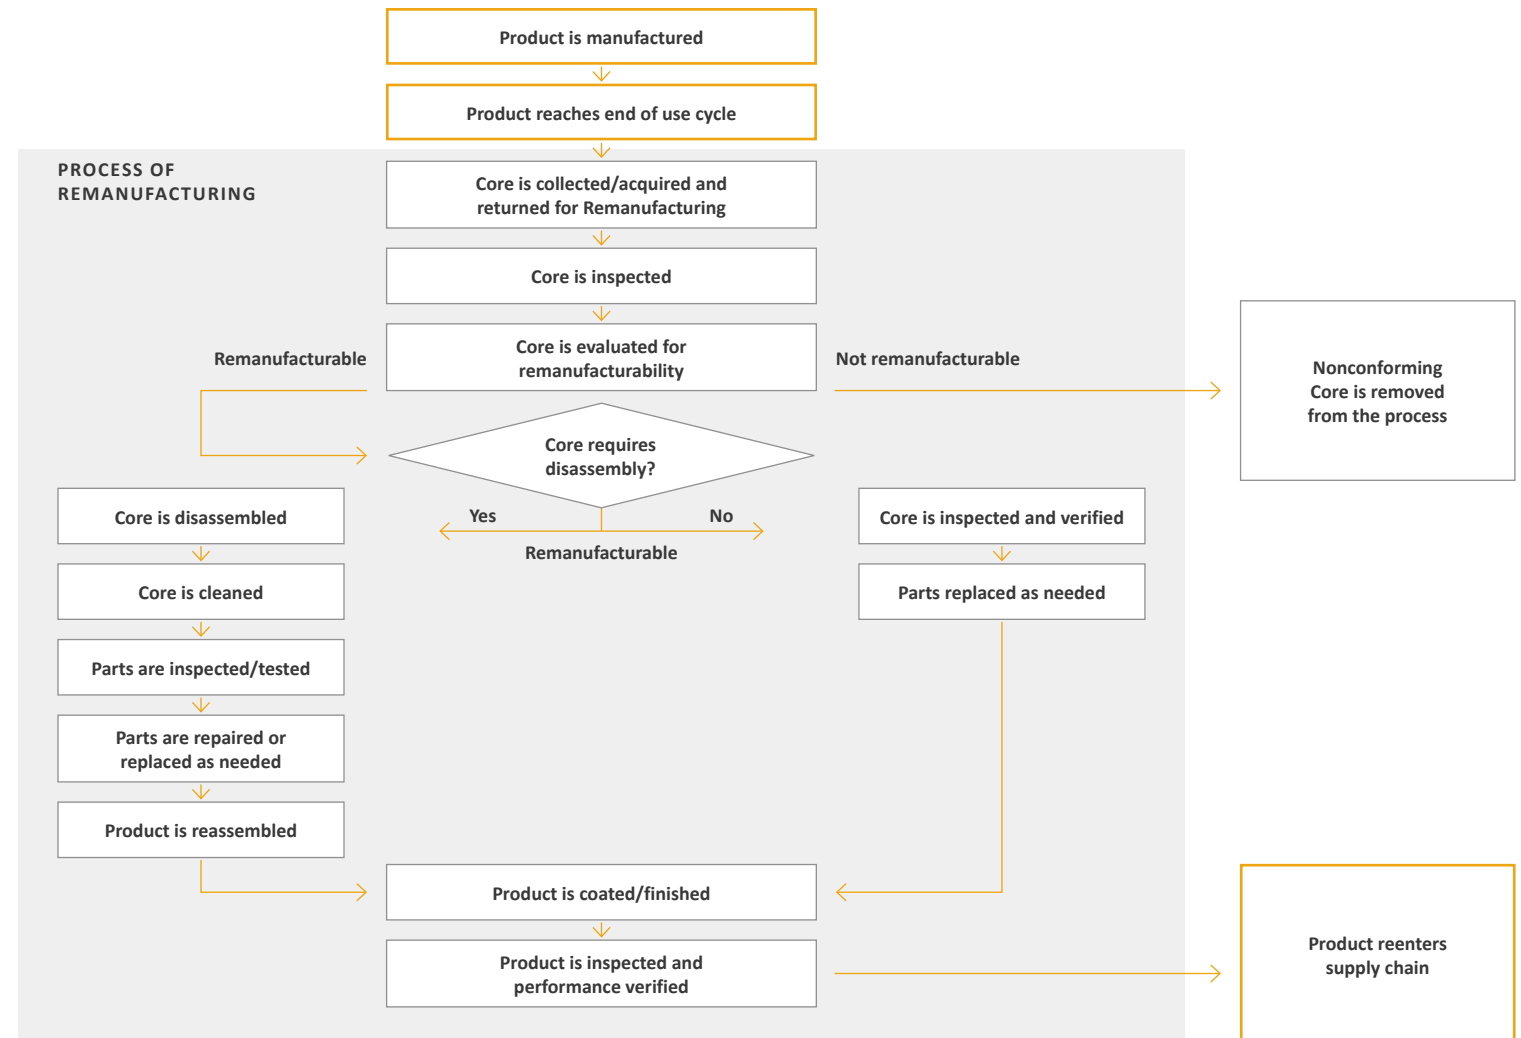 Product is manufactured
Product reaches end of use cycle
PROCESS OF
REMANUFACTURING
Core is collected/acquired and
returned for Remanufacturing
Core is inspected
Core is evaluated for
remanufacturability
Remanufacturable
Not remanufacturable
Nonconforming
Core is removed
from the process
Core requires
disassembly?
Yes
No
Remanufacturable
Core is disassembled
Core is cleaned
Parts are inspected/tested
Parts are repaired or
replaced as needed
Product is reassembled
Core is inspected and verified
Parts replaced as needed
Product is coated/finished
Product is inspected and
performance verified
Product reenters
supply chain